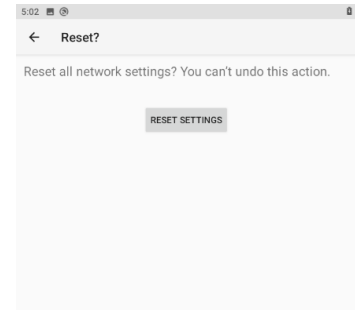 5:02
Reset?
Reset all network settings? You can't undo this action.
RESET SETTINGS